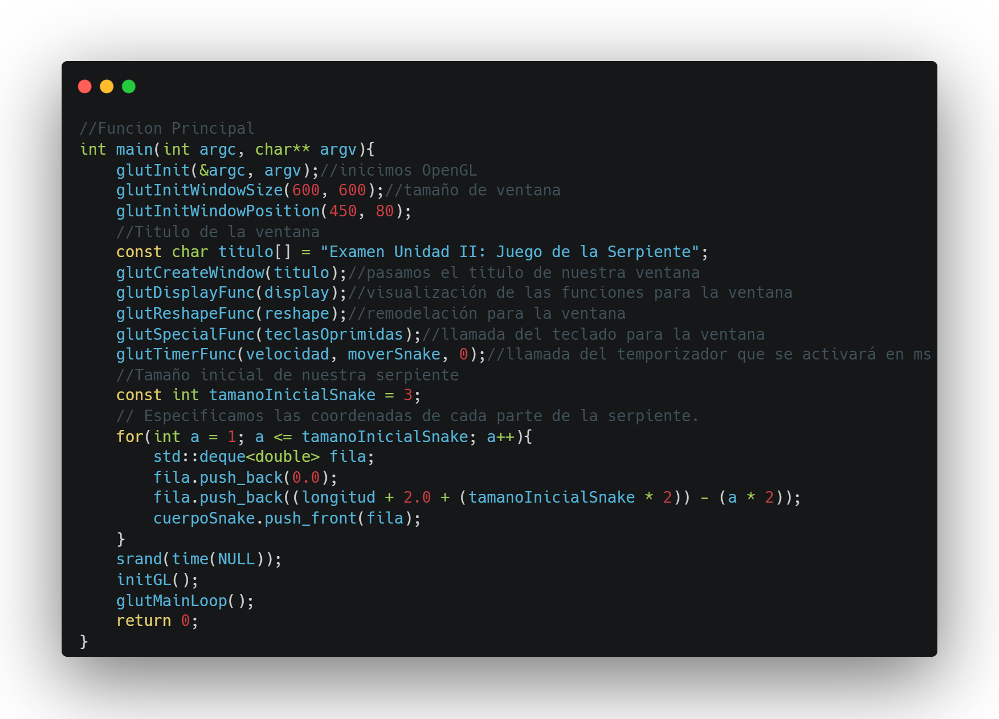 //Funcion Principal
int main(int argc, char** argv){
    glutInit(&argc, argv);//inicimos OpenGL
    glutInitWindowSize(600, 600);//tamaño de ventana
    glutInitWindowPosition(450, 80);
    //Titulo de la ventana
    const char titulo[] = "Examen Unidad II: Juego de la Serpiente";
    glutCreateWindow(titulo);//pasamos el titulo de nuestra ventana
    glutDisplayFunc(display);//visualización de las funciones para la ventana
    glutReshapeFunc(reshape);//remodelación para la ventana
    glutSpecialFunc(teclasOprimidas);//llamada del teclado para la ventana
    glutTimerFunc(velocidad, moverSnake, 0);//llamada del temporizador que se activará en ms
    //Tamaño inicial de nuestra serpiente
    const int tamanoInicialSnake = 3;
    // Especificamos las coordenadas de cada parte de la serpiente.
    for(int a = 1; a <= tamanoInicialSnake; a++){
        std::deque<double> fila;
        fila.push_back(0.0);
        fila.push_back((longitud + 2.0 + (tamanoInicialSnake * 2)) - (a * 2));
        cuerpoSnake.push_front(fila);
    }
    srand(time(NULL));
    initGL();
    glutMainLoop();
    return 0;
}